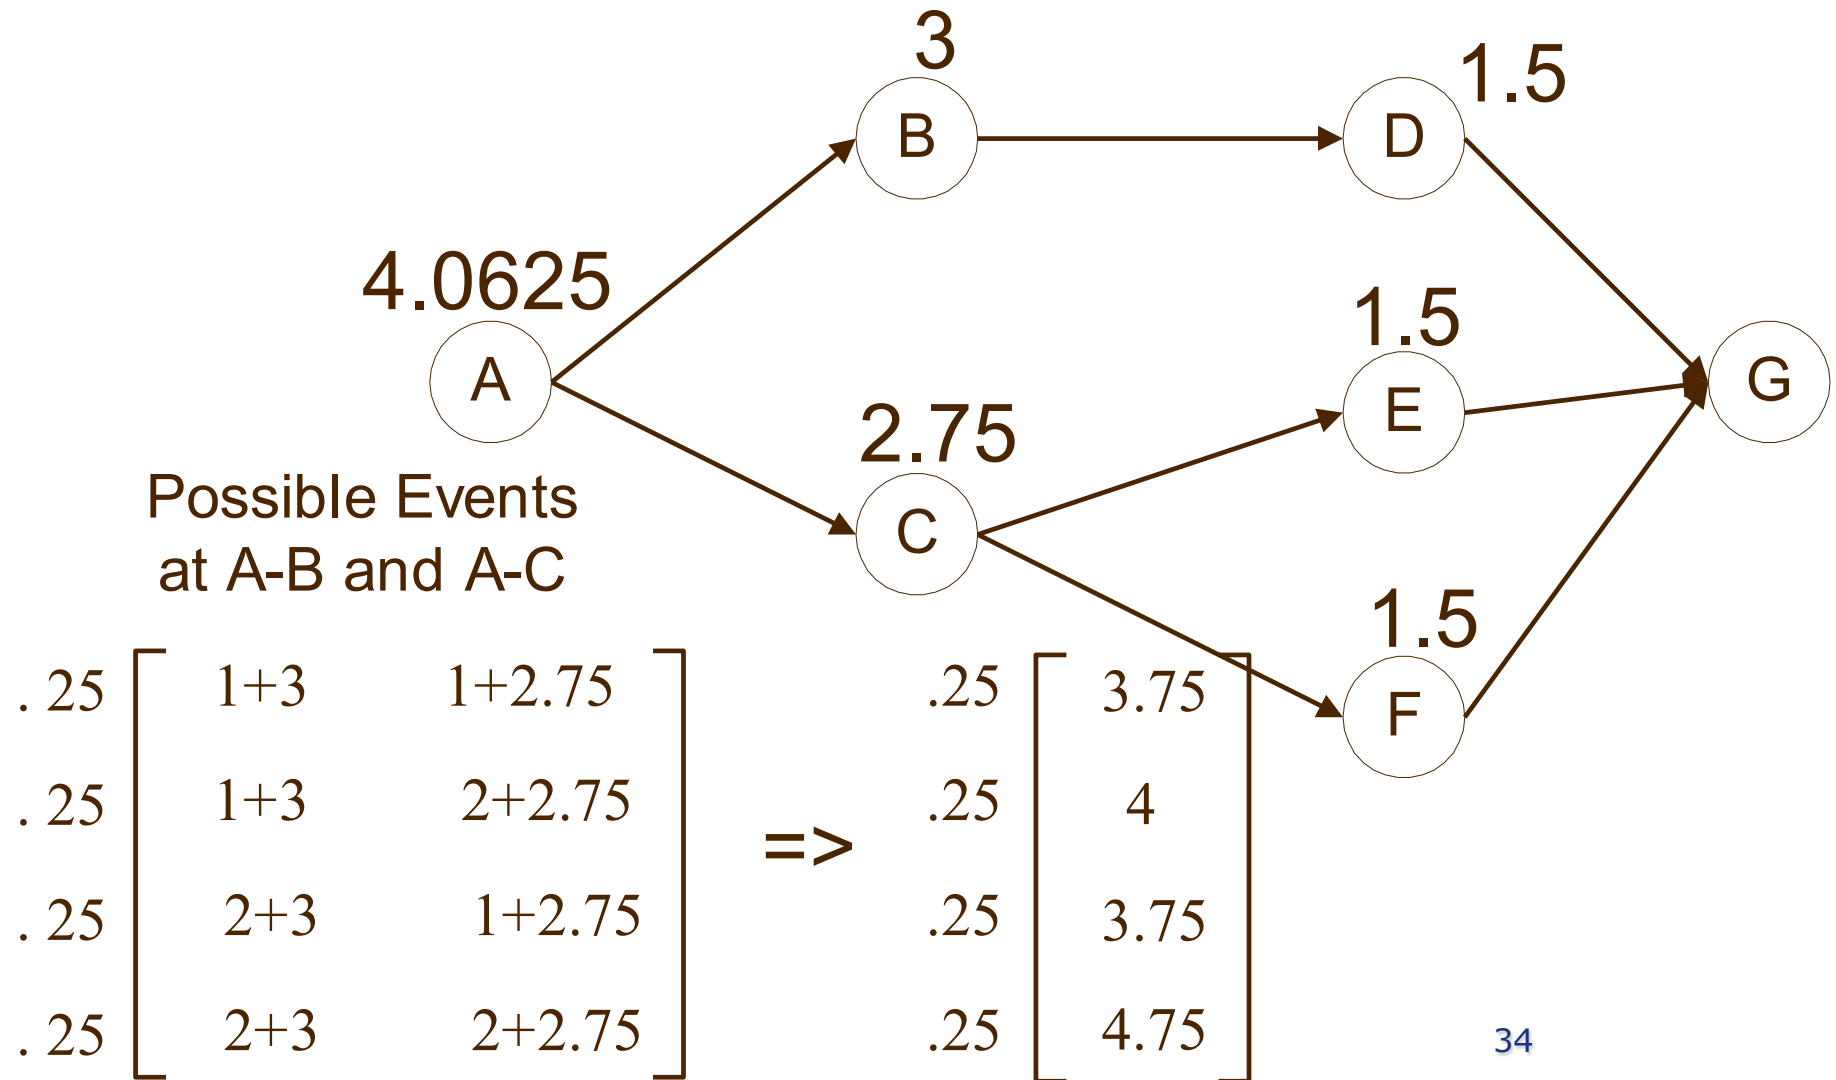 3
1.5
B
D
4.0625
1.5
A
G
E
2.75
Possible Events
at A-B and A-C
C
1.5
F
. 25 1+3 1+2.75 .25 3.75
. 25 1+3 2+2.75 .25 4
=>
. 25 2+3 1+2.75 .25 3.75
. 25 2+3 2+2.75 .25 4.75
34